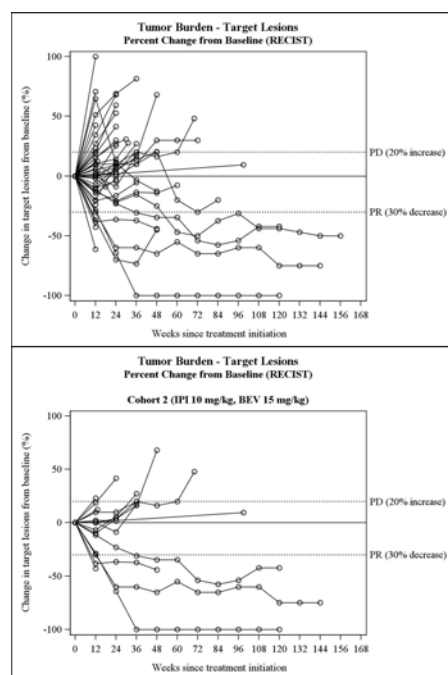 Tumor Burden - Target Lesions
Percent Change from Baseline (RECIST)
100
50
0
-50
-100
Change in target lesions from baseline (%)
PD (20% increase)
PR (30% decrease)
0 12 24 36 48 60 72 84 96 108 120 132 144 156 168
Weeks since treatment initiation
Tumor Burden - Target Lesions
Percent Change from Baseline (RECIST)
Cohort 2 (IPI 10 mg/kg, BEV 15 mg/kg)
100
50
0
-50
-100
Change in target lesions from baseline (%)
PD (20% increase)
PR (30% decrease)
0 12 24 36 48 60 72 84 96 108 120 132 144 156 168
Weeks since treatment initiation